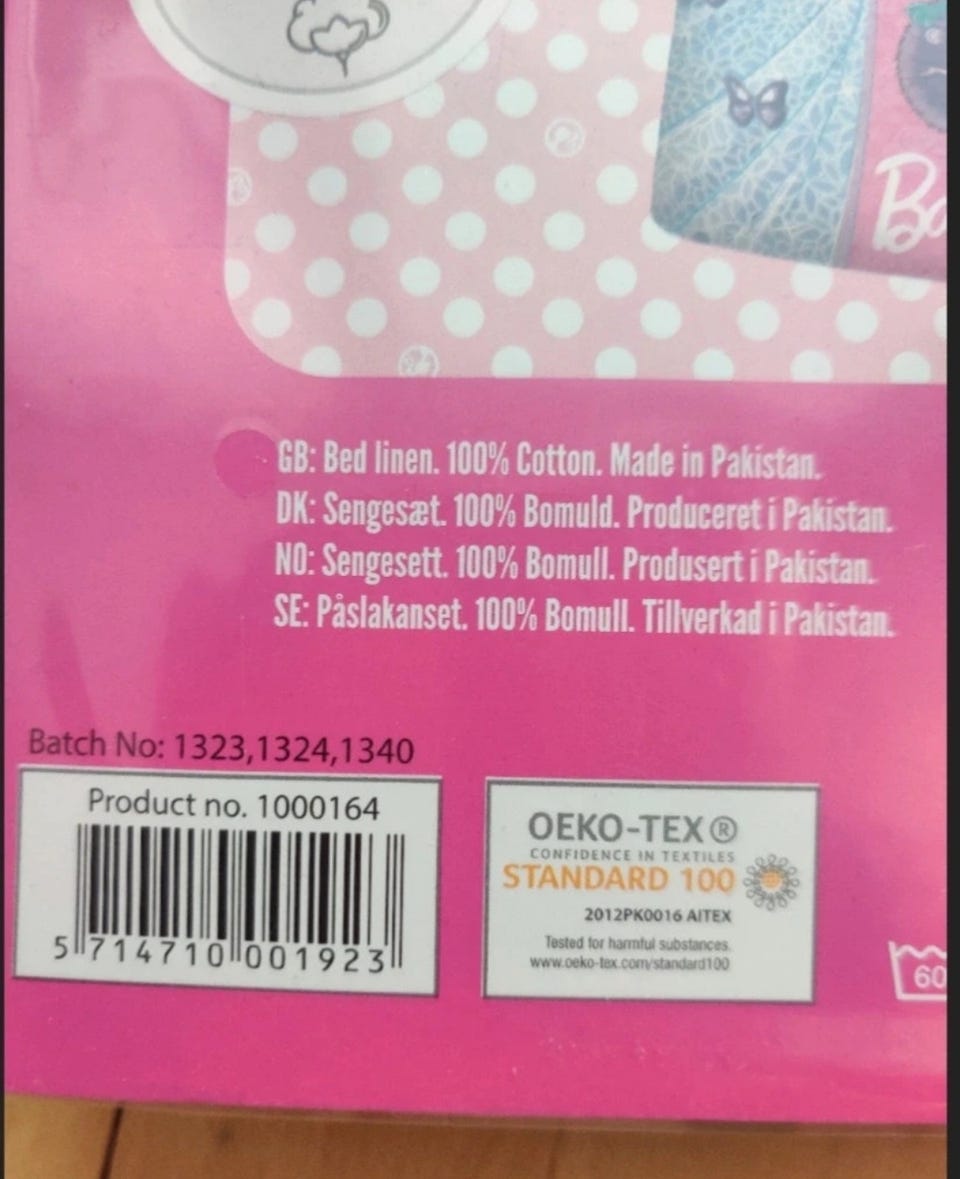 GB: Bed linen. 100% Cotton. Made in Pakistan.
DK: Sengesæt. 100% Bomuld. Produceret i Pakistan.
NO: Sengesett. 100% Bomull. Produsert i Pakistan.
SE: Påslakanset. 100% Bomull. Tillverkad i Pakistan.
Batch No: 1323,1324,1340
Product no. 1000164
5 714710 001923
OEKO-TEX®
CONFIDENCE IN TEXTILES
STANDARD 100
2012PK0016 AITEX
Tested for harmful substances.
www.oeko-tex.com/standard100
60